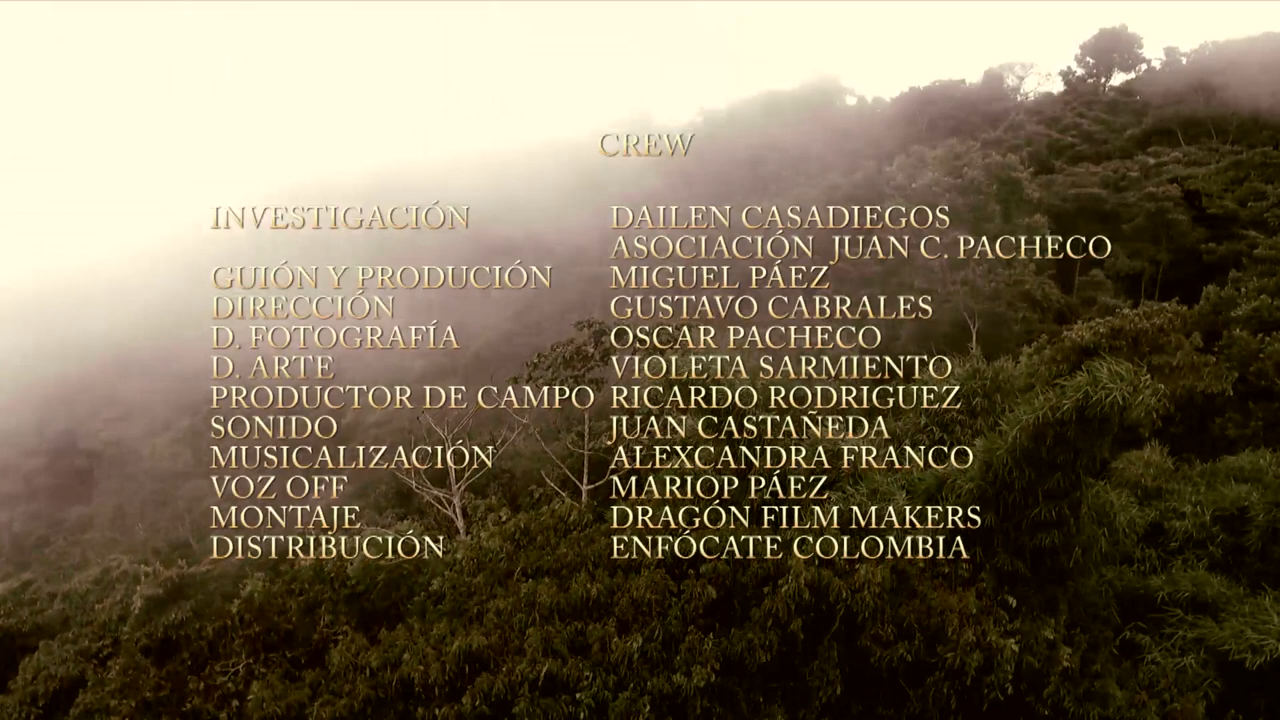 CREW
INVESTIGACIÓN DAILEN CASADIEGOS
ASOCIACIÓN JUAN C. PACHECO
GUIÓN Y PRODUCIÓN MIGUEL PÁEZ
DIRECCIÓN GUSTAVO CABRALES
D. FOTOGRAFÍA OSCAR PACHECO
D. ARTE VIOLETA SARMIENTO
PRODUCTOR DE CAMPO RICARDO RODRIGUEZ
SONIDO JUAN CASTAÑEDA
MUSICALIZACIÓN ALEXCANDRA FRANCO
VOZ OFF MARIOP PÁEZ
MONTAJE DRAGÓN FILM MAKERS
DISTRIBUCIÓN ENFÓCATE COLOMBIA